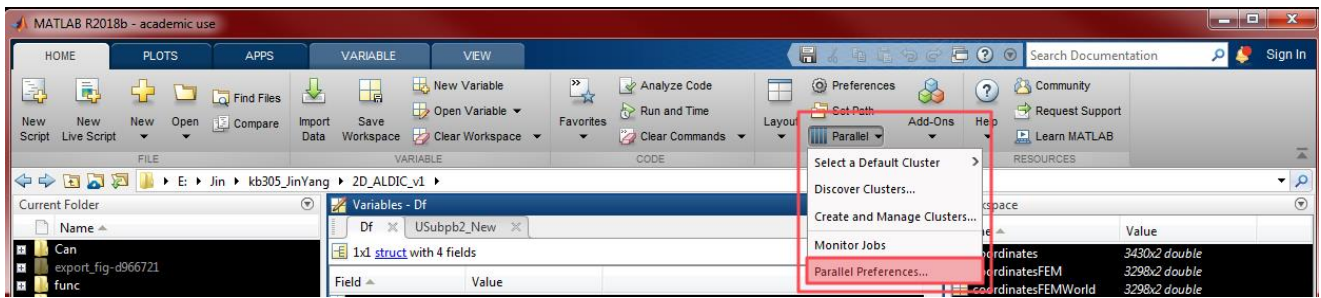 MATLAB R2018b - academic use
HOME PLOTS APPS VARIABLE VIEW Search Documentation Sign In
New Script
New Live Script
New
Open
Find Files
Compare
FILE
Import Data
Save Workspace
New Variable
Open Variable
Clear Workspace
VARIABLE
Favorites
Analyze Code
Run and Time
Clear Commands
CODE
Layout
Preferences
Set Path
Parallel
Add-Ons
Help
Community
Request Support
Learn MATLAB
RESOURCES
Select a Default Cluster
Discover Clusters...
Create and Manage Clusters...
Monitor Jobs
Parallel Preferences...
E: Jin kb305_JinYang 2D_ALDIC_v1
Current Folder
Name
Can
export_fig-d966721
func
Variables - Df
Df USubpb2_New
1x1 struct with 4 fields
Field Value
Value
3430x2 double
3298x2 double
coordinatesFEMWorld 3298x2 double